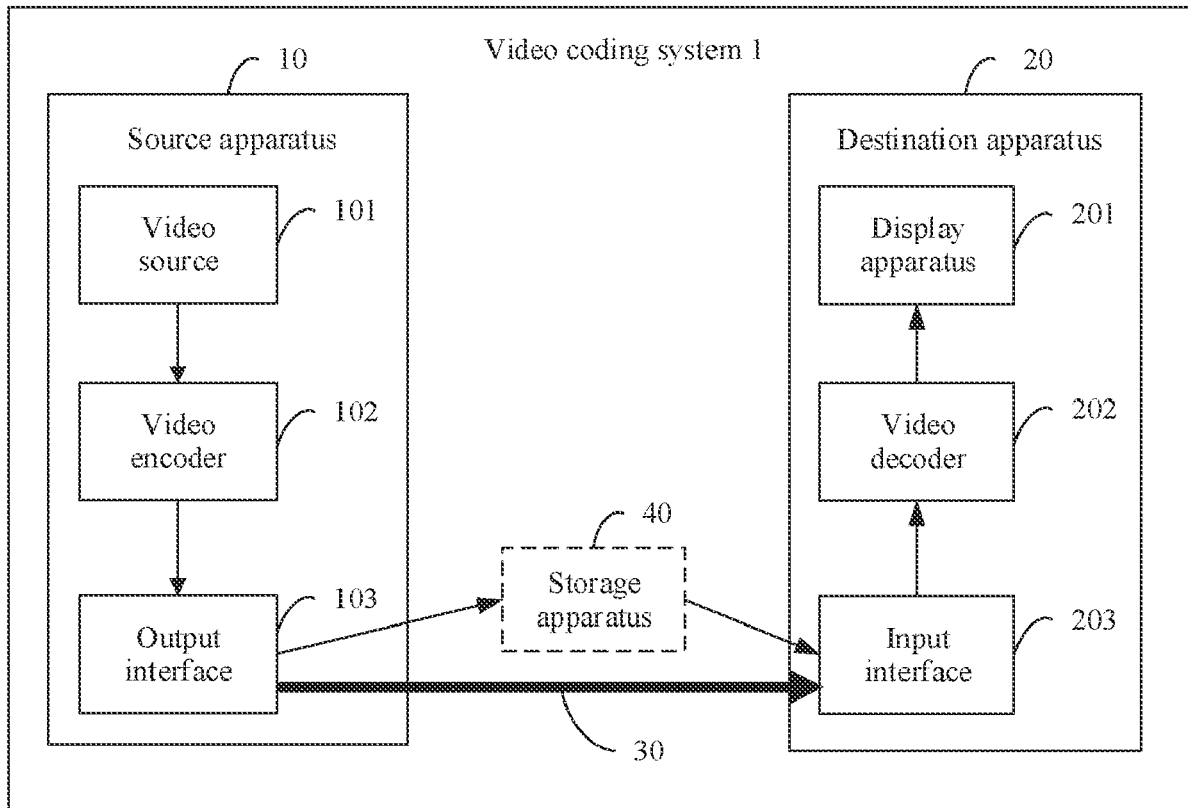 Video coding system 1
10
20
Source apparatus
Destination apparatus
Video
source
101
Display
apparatus
201
Video
encoder
102
Video
decoder
202
40
Storage
apparatus
Output
interface
103
Input
interface
203
30